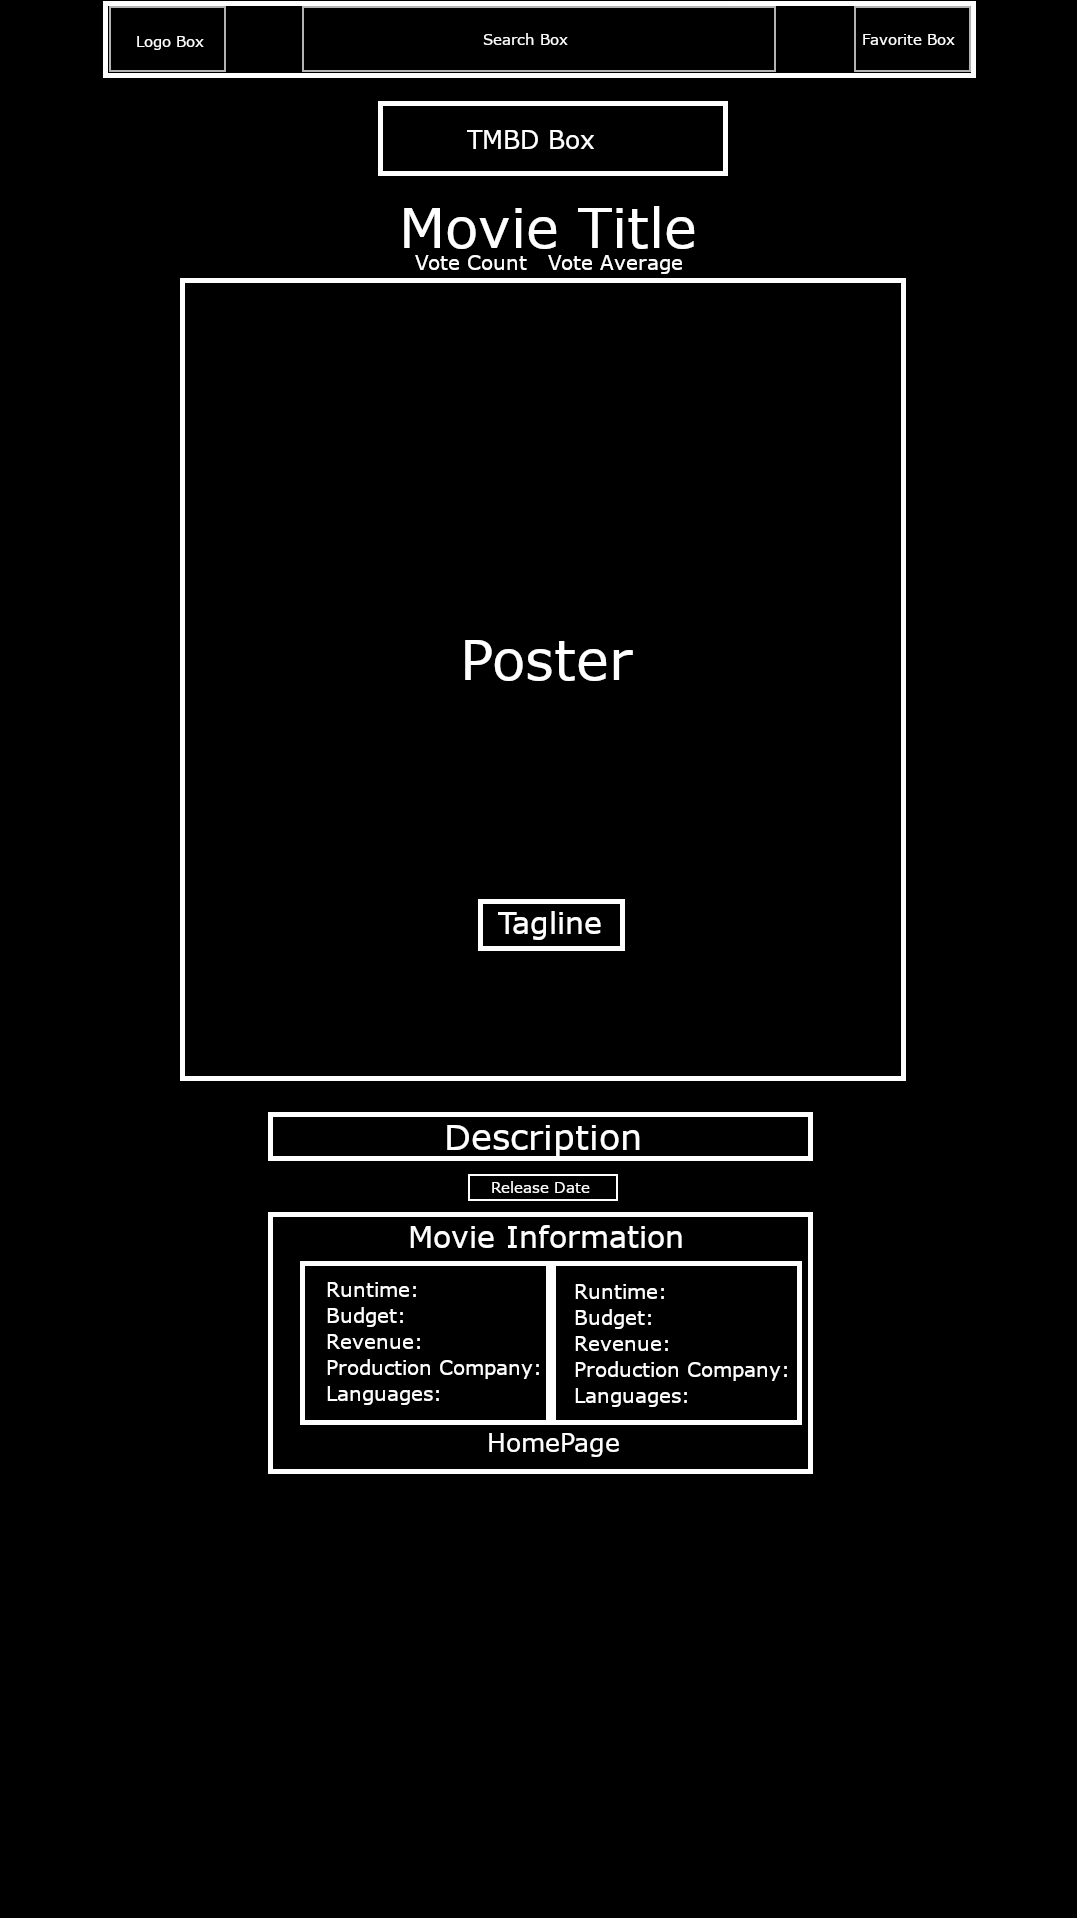 Logo Box
Search Box
Favorite Box
TMBD Box
Movie Title
Vote Count Vote Average
Poster
Tagline
Description
Release Date
Movie Information
Runtime:
Budget:
Revenue:
Production Company:
Languages:
Runtime:
Budget:
Revenue:
Production Company:
Languages:
HomePage